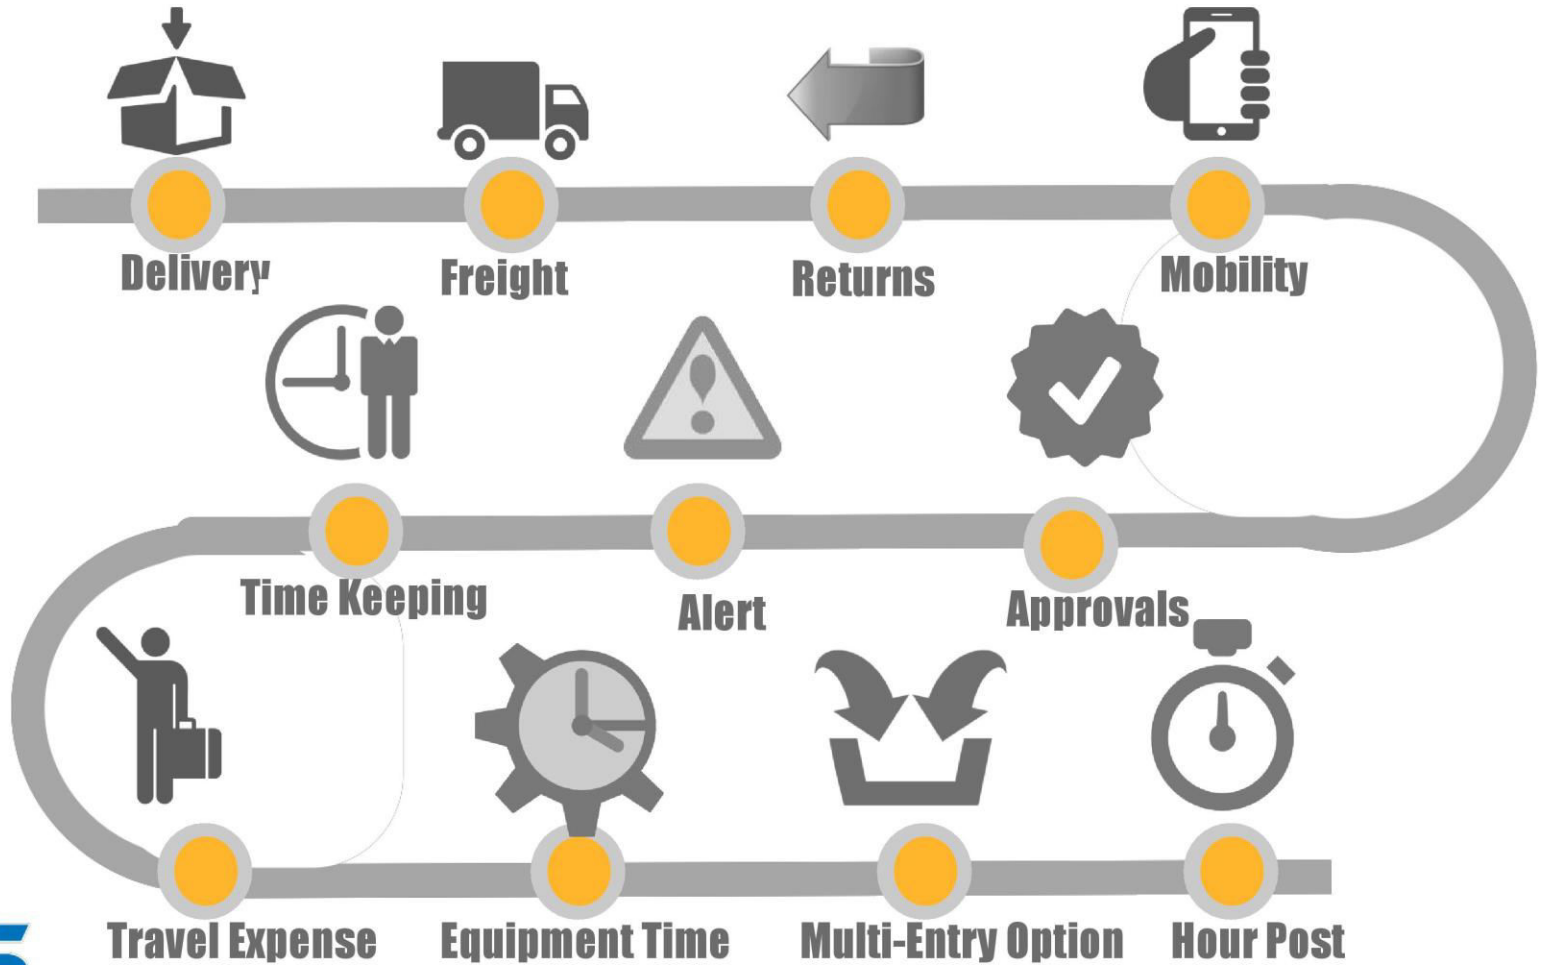 Delivery
Freight
Returns
Mobility
Time Keeping
Alert
Approvals
Travel Expense
Equipment Time
Multi-Entry Option
Hour Post